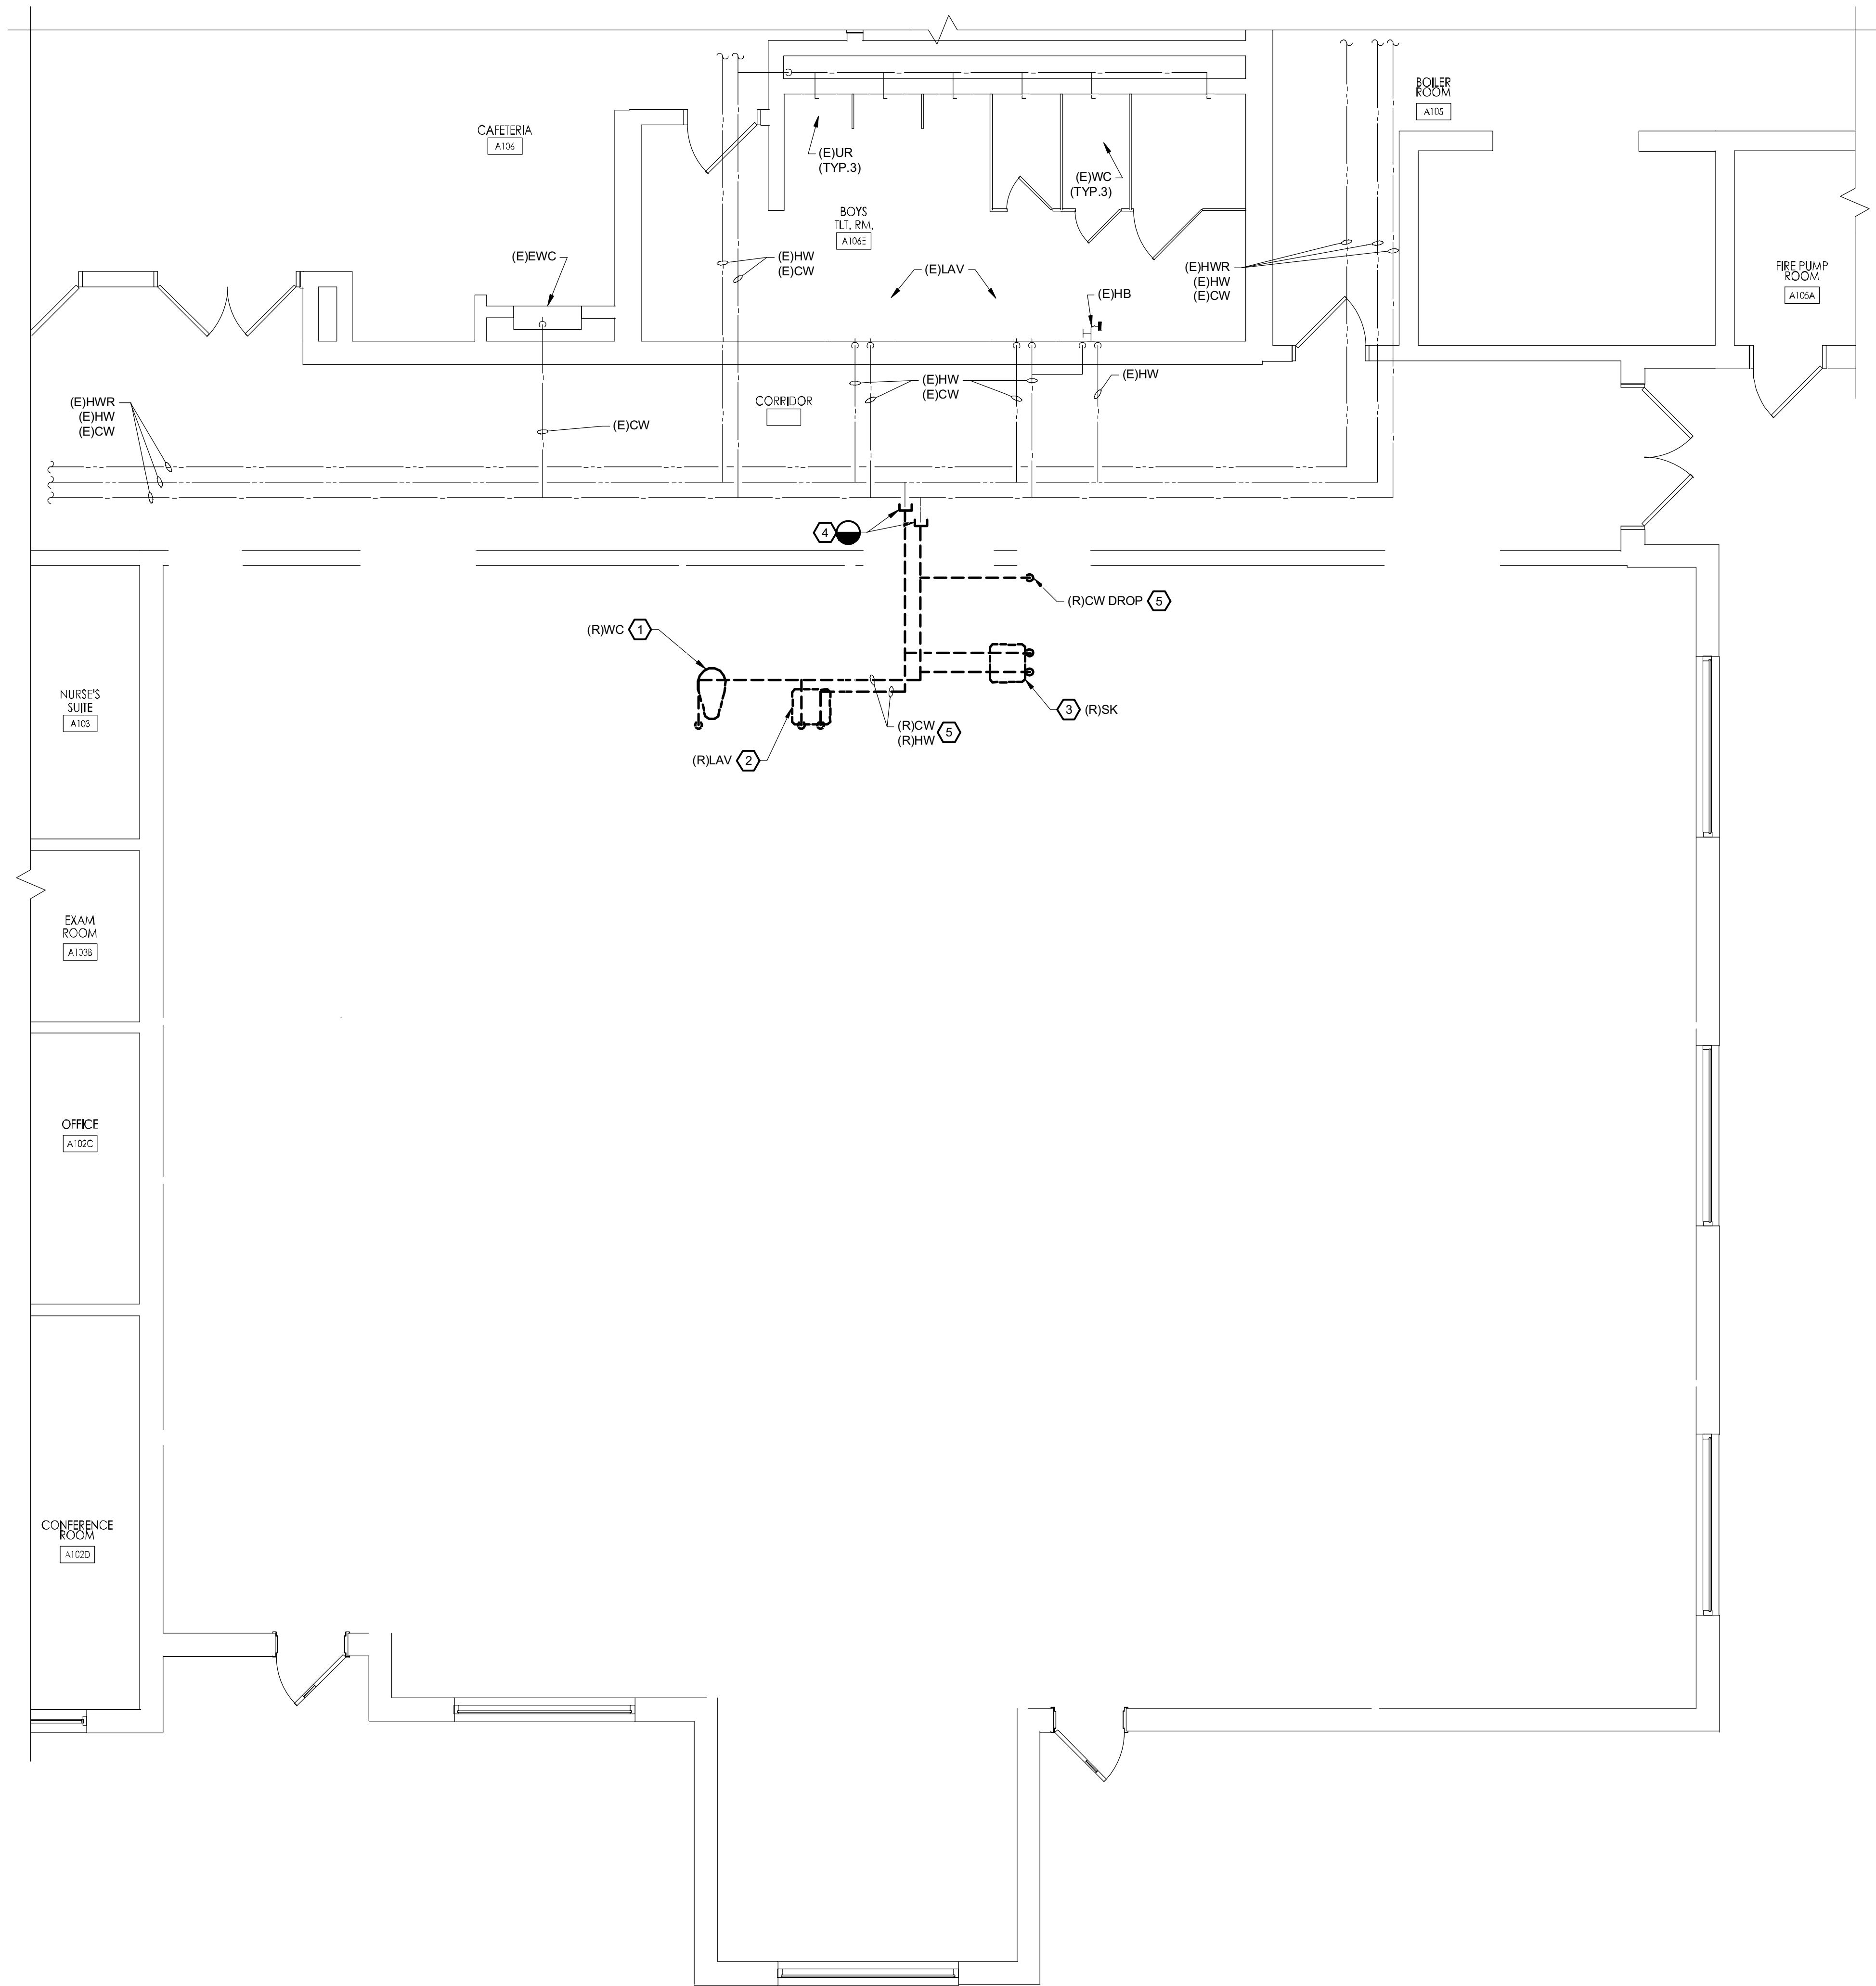 CAFETERIA
A106
BOILER
ROOM
A105
(E)UR
(TYP.3)
(E)WC
(TYP.3)
BOYS
TLT. RM.
A106E
(E)EWC
(E)HW
(E)CW
(E)LAV
(E)HB
(E)HWR
(E)HW
(E)CW
FIRE PUMP
ROOM
A105A
(E)HWR
(E)HW
(E)CW
(E)CW
CORRIDOR
(E)HW
(E)CW
(E)HW
4
(R)CW DROP 5
(R)WC 1
3 (R)SK
(R)CW
(R)HW 5
(R)LAV 2
NURSE'S
SUITE
A103
EXAM
ROOM
A103B
OFFICE
A102C
CONFERENCE
ROOM
A102D